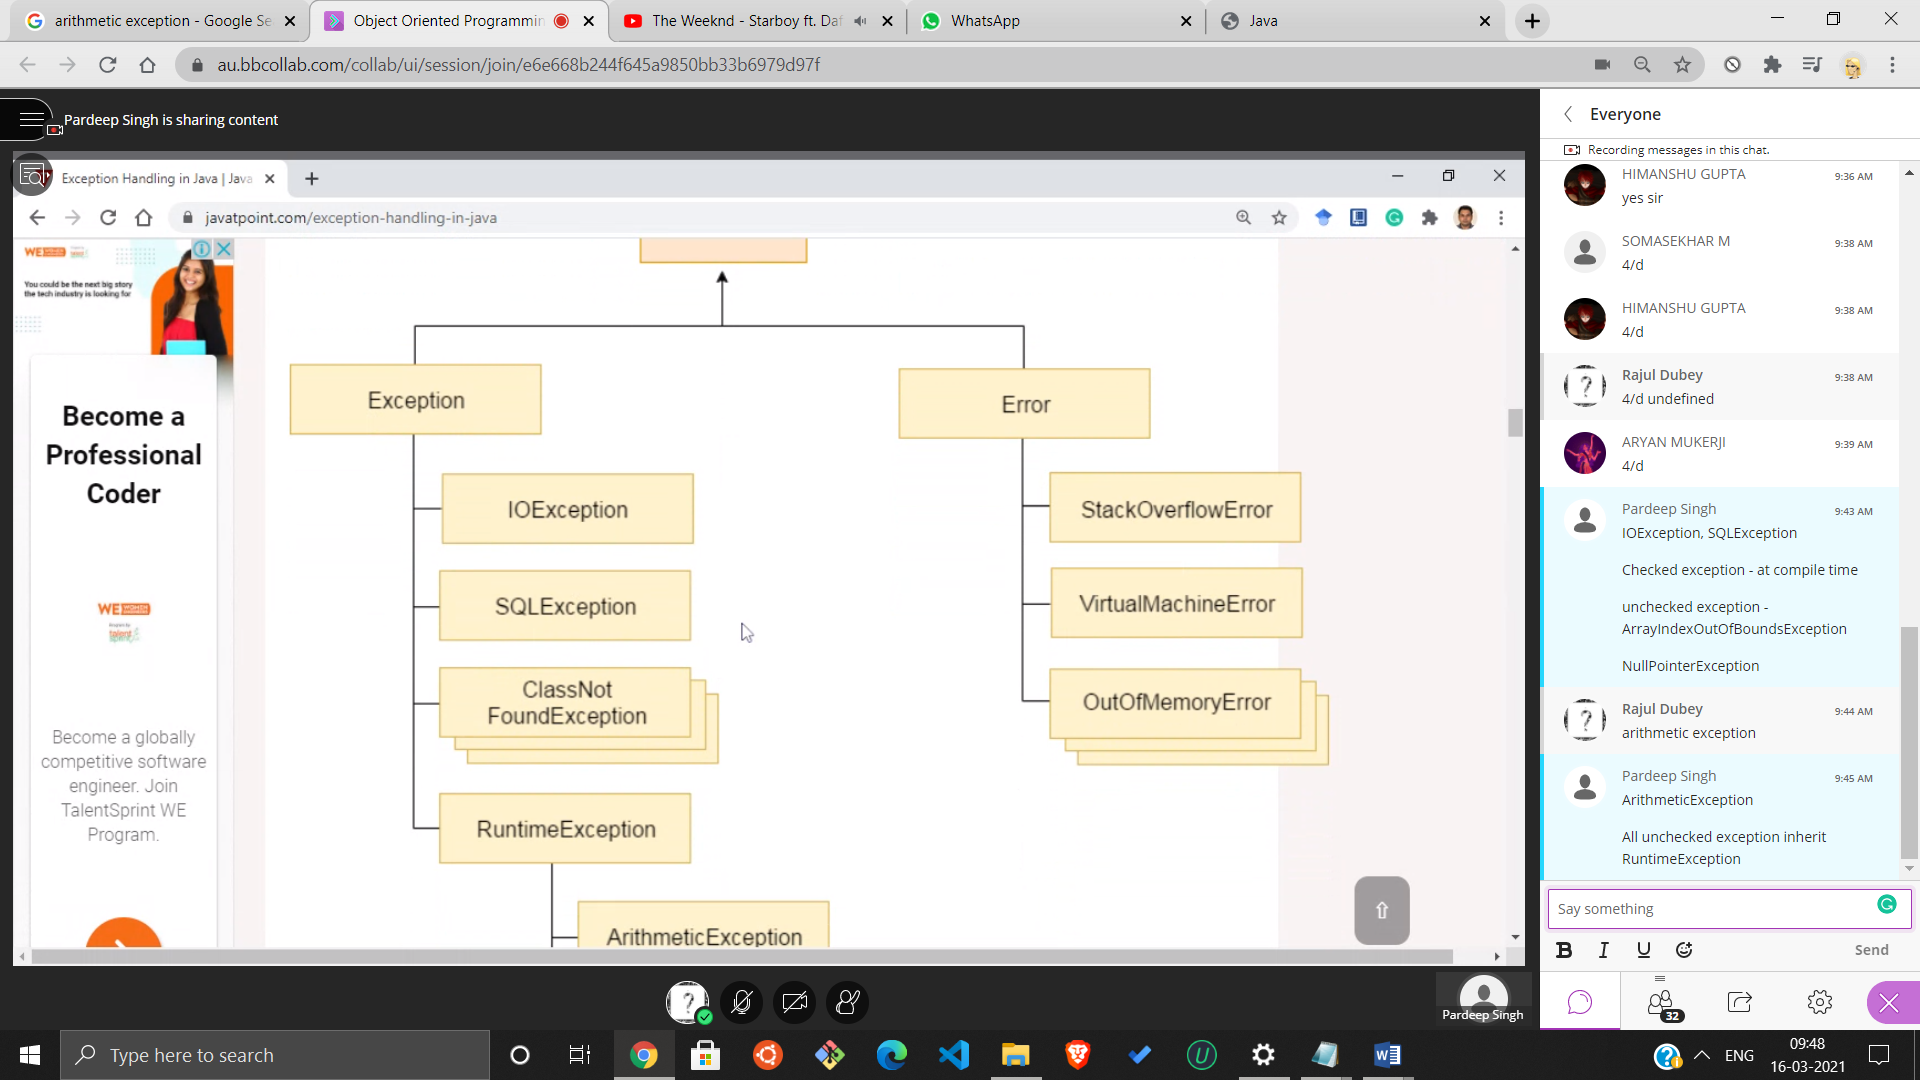 arithmetic exception - Google Se
Object Oriented Programmin
The Weeknd - Starboy ft. Daf
WhatsApp
Java
au.bbcollab.com/collab/ui/session/join/e6e668b244f645a9850bb33b6979d97f
Pardeep Singh is sharing content
Exception Handling in Java | Java
javatpoint.com/exception-handling-in-java
WE
You could be the next big story
the tech industry is looking for
Become a
Professional
Coder
WE
talent
Become a globally
competitive software
engineer. Join
TalentSprint WE
Program.
Exception
Error
IOException
StackOverflowError
SQLException
VirtualMachineError
ClassNot
FoundException
OutOfMemoryError
RuntimeException
ArithmeticException
Everyone
Recording messages in this chat.
HIMANSHU GUPTA 9:36 AM
yes sir
SOMASEKHAR M 9:38 AM
4/d
HIMANSHU GUPTA 9:38 AM
4/d
Rajul Dubey 9:38 AM
4/d undefined
ARYAN MUKERJI 9:39 AM
4/d
Pardeep Singh 9:43 AM
IOException, SQLException
Checked exception - at compile time
unchecked exception -
ArrayIndexOutOfBoundsException
NullPointerException
Rajul Dubey 9:44 AM
arithmetic exception
Pardeep Singh 9:45 AM
ArithmeticException
All unchecked exception inherit
RuntimeException
Say something
B I U Send
Pardeep Singh
32
Type here to search
ENG
09:48
16-03-2021